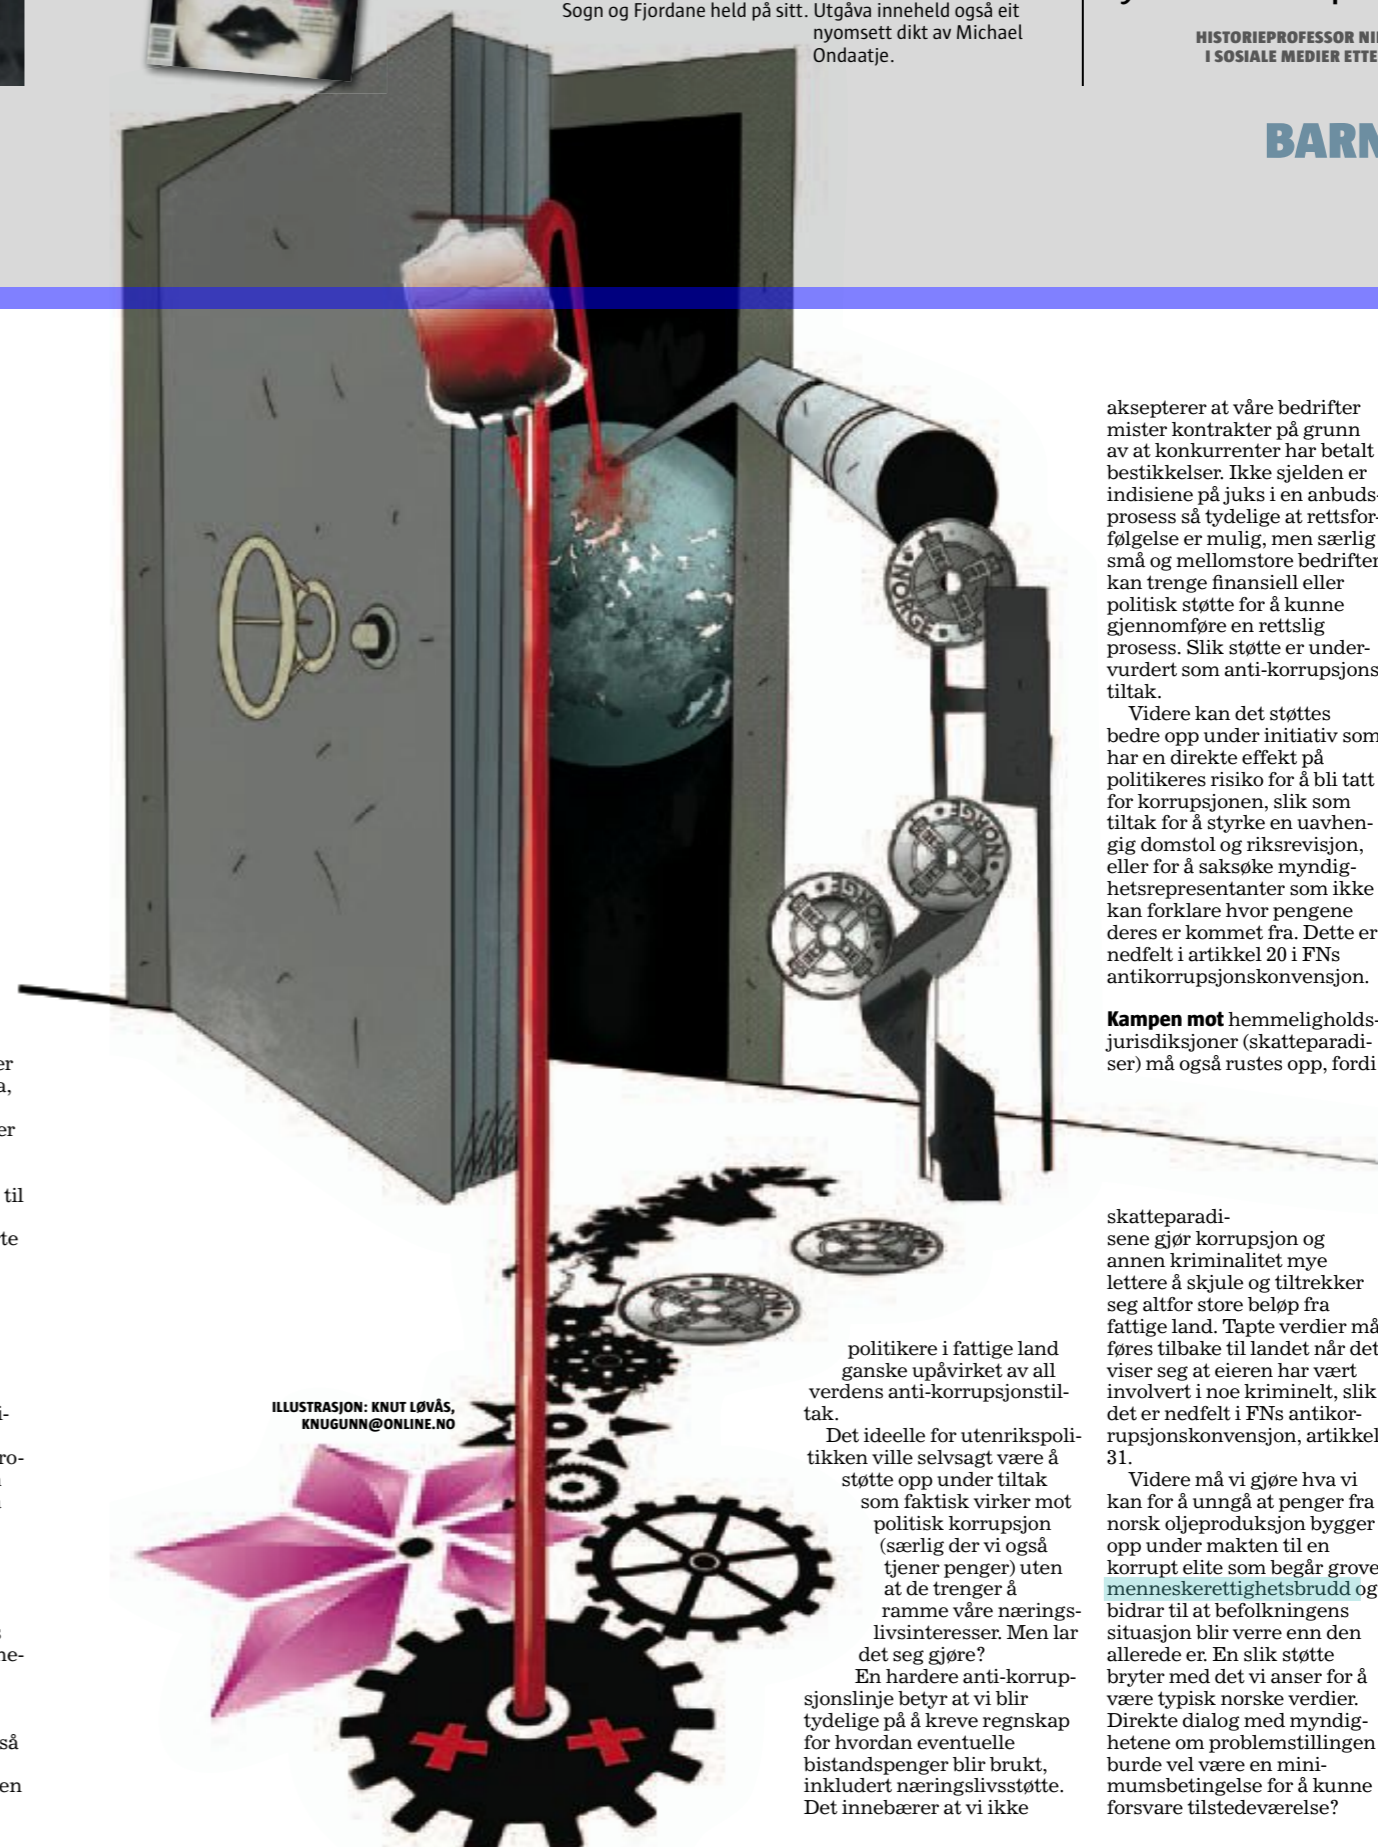 Sogn og Fjordane held på sitt. Utgåva inneheld også eit
nyomsett dikt av Michael
Ondaatje.
HISTORIEPROFESSOR
I SOSIALE MEDIER
BARN
er
a,
er
til
te
i-
ro-
ne-
så
en
NORGE
NORGE
NORGE
NORGE
NORGE
ILLUSTRASJON: KNUT LØVÅS,
KNUGUNN@ONLINE.NO
politikere i fattige land
ganske upåvirket av all
verdens anti-korrupsjonstil-
tak.
Det ideelle for utenrikspoli-
tikken ville selvsagt være å
støtte opp under tiltak
som faktisk virker mot
politisk korrupsjon
(særlig der vi også
tjener penger) uten
at de trenger å
ramme våre nærings-
livsinteresser. Men lar
det seg gjøre?
En hardere anti-korrup-
sjonslinje betyr at vi blir
tydelige på å kreve regnskap
for hvordan eventuelle
bistandspenger blir brukt,
inkludert næringslivsstøtte.
Det innebærer at vi ikke
aksepterer at våre bedrifter
mister kontrakter på grunn
av at konkurrenter har betalt
bestikkelser. Ikke sjelden er
indisiene på juks i en anbuds-
prosess så tydelige at rettsfor-
følgelse er mulig, men særlig
små og mellomstore bedrifter
kan trenge finansiell eller
politisk støtte for å kunne
gjennomføre en rettslig
prosess. Slik støtte er under-
vurdert som anti-korrupsjons
tiltak.
Videre kan det støttes
bedre opp under initiativ som
har en direkte effekt på
politikeres risiko for å bli tatt
for korrupsjonen, slik som
tiltak for å styrke en uavhen-
gig domstol og riksrevisjon,
eller for å saksøke myndig-
hetsrepresentanter som ikke
kan forklare hvor pengene
deres er kommet fra. Dette er
nedfelt i artikkel 20 i FNs
antikorrupsjonskonvensjon.
Kampen mot hemmeligholds-
jurisdiksjoner (skatteparadi-
ser) må også rustes opp, fordi
skatteparadi-
sene gjør korrupsjon og
annen kriminalitet mye
lettere å skjule og tiltrekker
seg altfor store beløp fra
fattige land. Tapte verdier må
føres tilbake til landet når det
viser seg at eieren har vært
involvert i noe kriminelt, slik
det er nedfelt i FNs antikor-
rupsjonskonvensjon, artikkel
31.
Videre må vi gjøre hva vi
kan for å unngå at penger fra
norsk oljeproduksjon bygger
opp under makten til en
korrupt elite som begår grove
menneskerettighetsbrudd og
bidrar til at befolkningens
situasjon blir verre enn den
allerede er. En slik støtte
bryter med det vi anser for å
være typisk norske verdier.
Direkte dialog med myndig-
hetene om problemstillingen
burde vel være en mini-
mumsbetingelse for å kunne
forsvare tilstedeværelse?